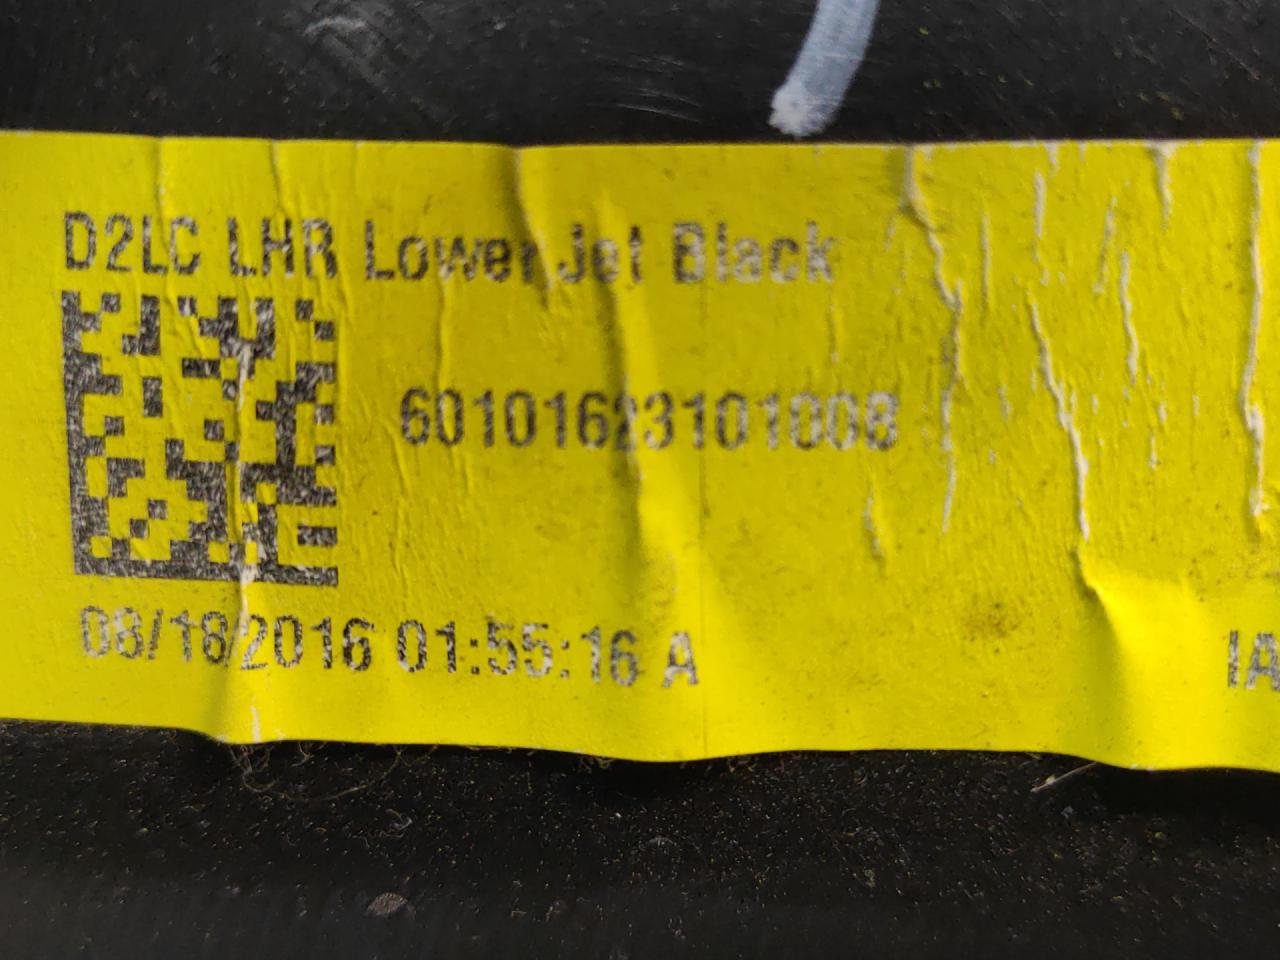 D2LC LHR Lower Jet Black
60101623101008
08/18/2016 01:55:16 A
IA